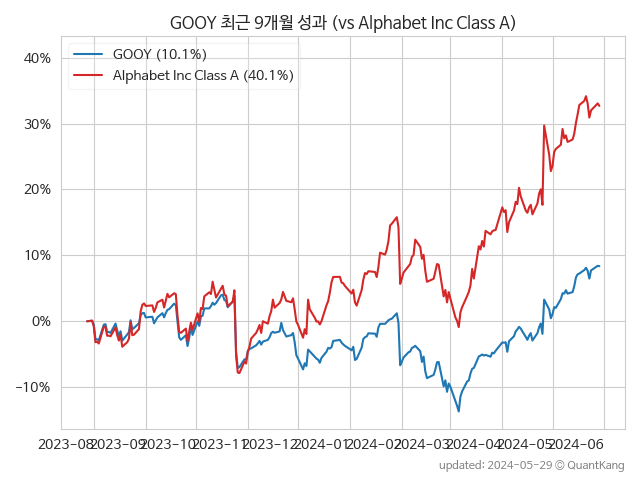 GOOY 최근 9개월 성과 (vs Alphabet Inc Class A)
GOOY (10.1%)
Alphabet Inc Class A (40.1%)
40%
30%
20%
10%
0%
−10%
2023-08 2023-09 2023-10 2023-11 2023-12 2024-01 2024-02 2024-03 2024-04 2024-05 2024-06
updated: 2024-05-29 © QuantKang